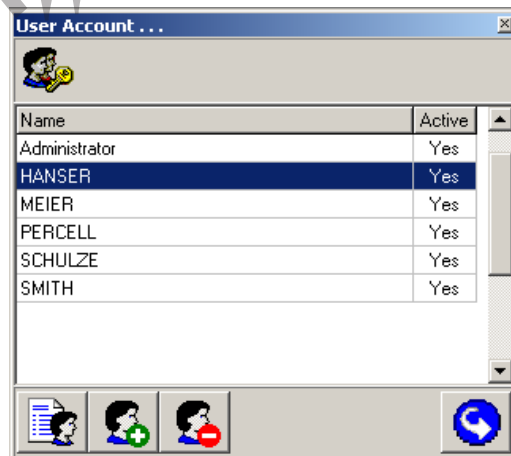 User Account . . .
Name Active
Administrator Yes
HANSER Yes
MEIER Yes
PERCELL Yes
SCHULZE Yes
SMITH Yes